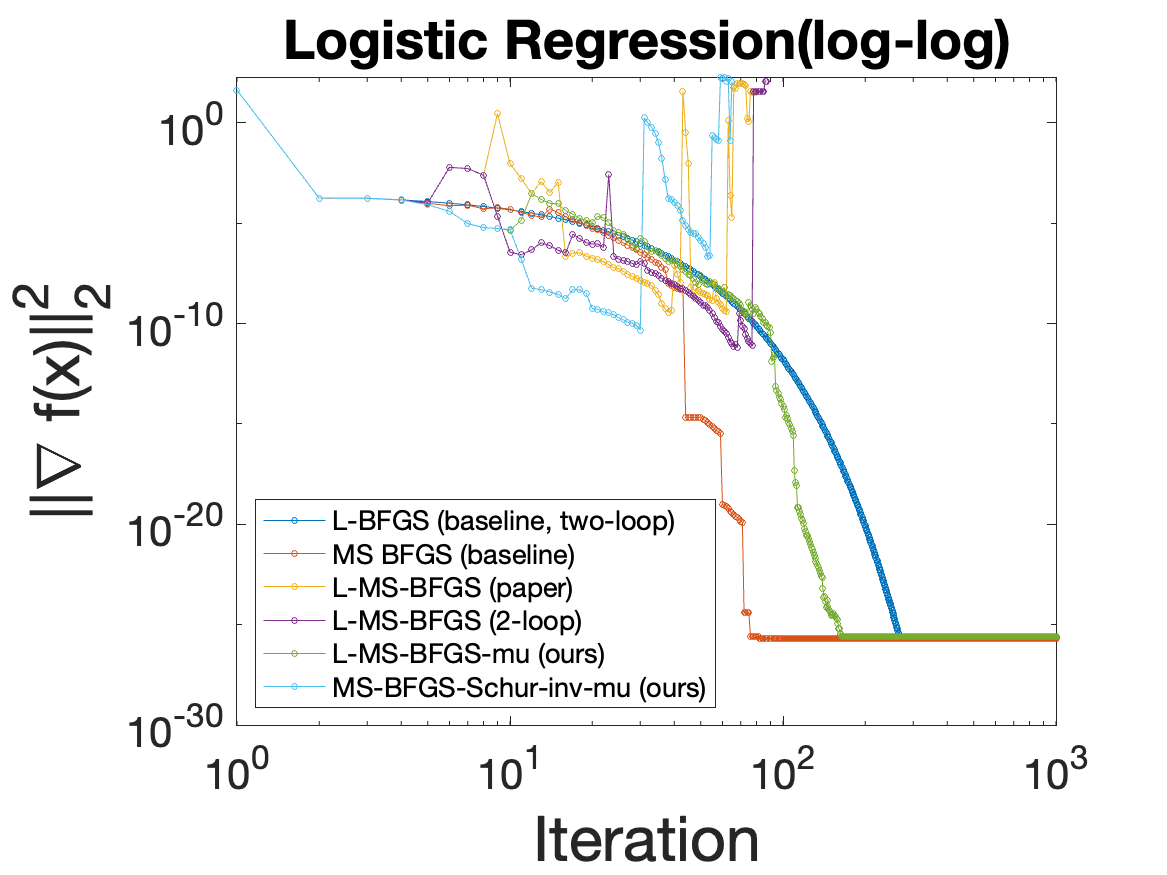 Logistic Regression(log-log)
10^0
10^-10
10^-20
10^-30
||∇ f(x)||_2^2
L-BFGS (baseline, two-loop)
MS BFGS (baseline)
L-MS-BFGS (paper)
L-MS-BFGS (2-loop)
L-MS-BFGS-mu (ours)
MS-BFGS-Schur-inv-mu (ours)
10^0 10^1 10^2 10^3
Iteration